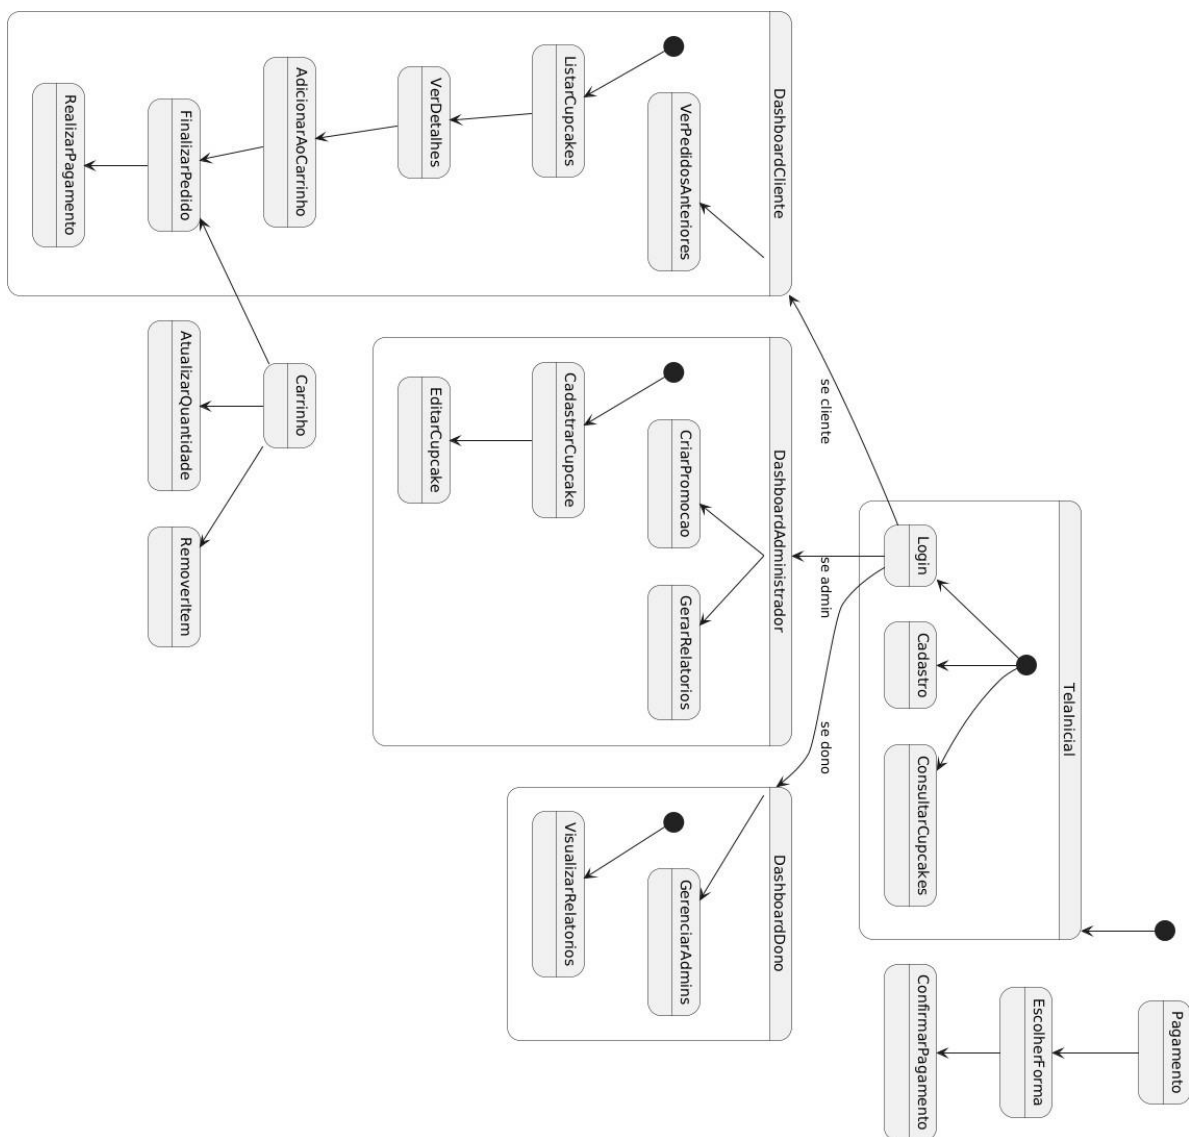 TelaInicial
Login
Cadastro
ConsultarCupcakes
se cliente
se admin
se dono
DashboardCliente
VerPedidosAnteriores
ListarCupcakes
VerDetalhes
AdicionarAoCarrinho
FinalizarPedido
RealizarPagamento
DashboardAdministrador
CriarPromocao
GerarRelatorios
CadastrarCupcake
EditarCupcake
DashboardDono
GerenciarAdmins
VisualizarRelatorios
Carrinho
AtualizarQuantidade
RemoverItem
Pagamento
EscolherForma
ConfirmarPagamento